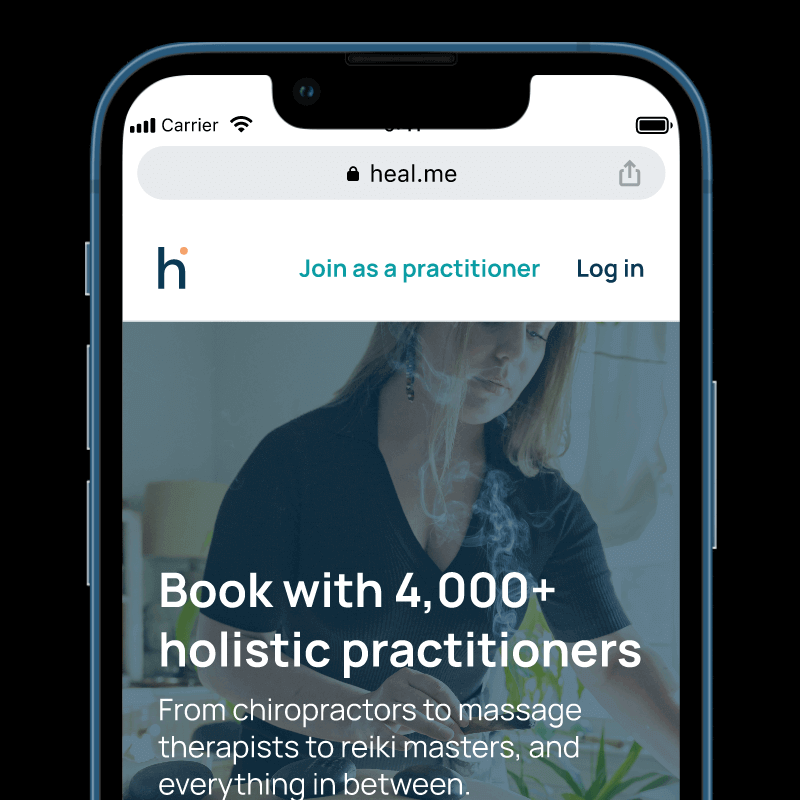 Carrier
heal.me
h
Join as a practitioner Log in
Book with 4,000+
holistic practitioners
From chiropractors to massage
therapists to reiki masters, and
everything in between.